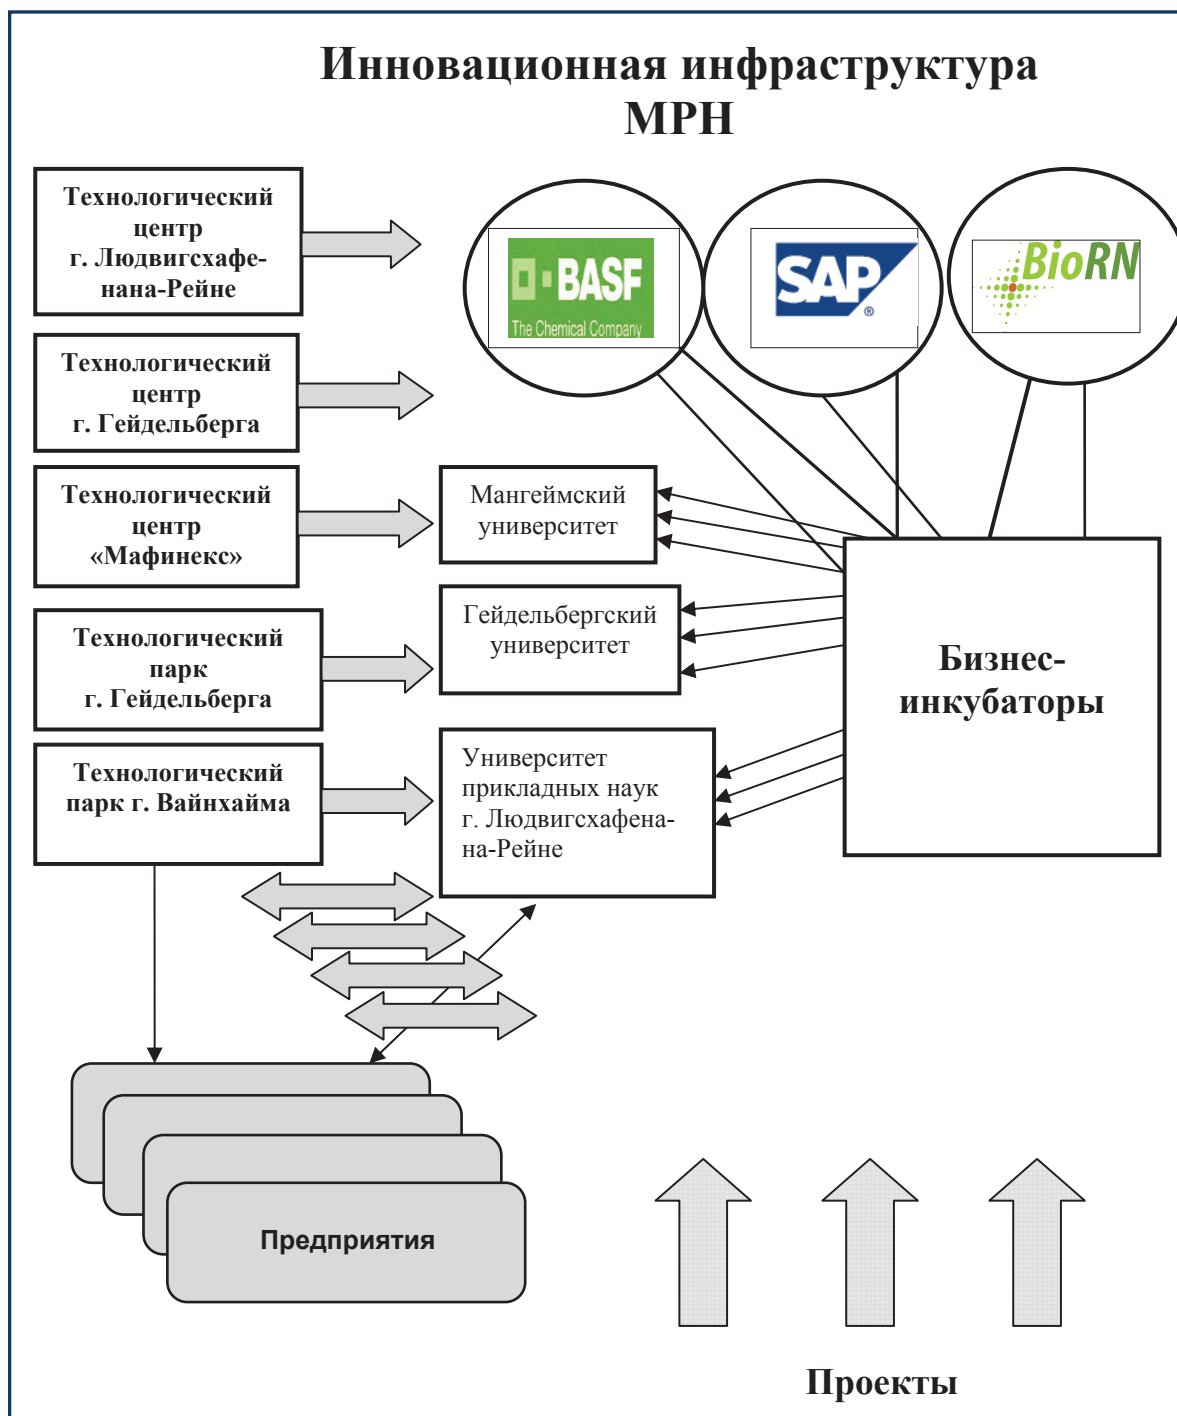 Инновационная инфраструктура
МРН
Технологический
центр
г. Людвигсхафе-
нана-Рейне
BASF
The Chemical Company
SAP
®
BioRN
Технологический
центр
г. Гейдельберга
Технологический
центр
«Мафинекс»
Мангеймский
университет
Технологический
парк
г. Гейдельберга
Гейдельбергский
университет
Бизнес-
инкубаторы
Технологический
парк г. Вайнхайма
Университет
прикладных наук
г. Людвигсхафена-
на-Рейне
Предприятия
Проекты